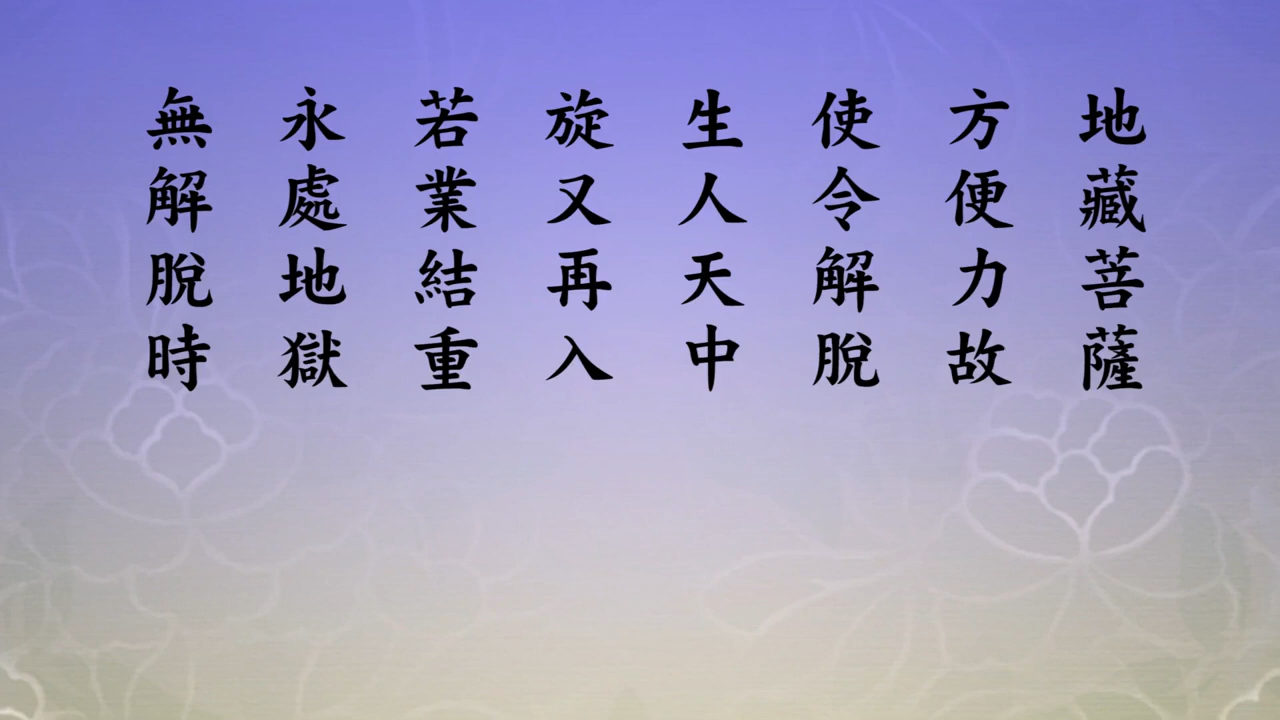 地藏菩薩
方便力故
使令解脫
生人天中
旋又再入
若業結重
永處地獄
無解脫時